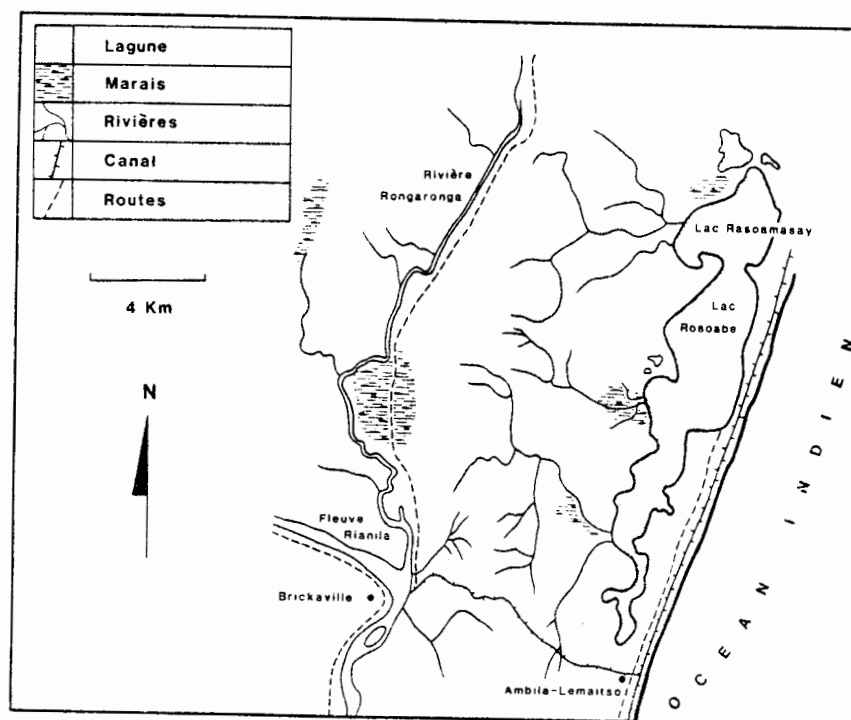 Lagune
Marais
Rivières
Canal
Routes
4 Km
N
Rivière
Rongaronga
Lac Rasoamasay
Lac
Rosoabe
Fleuve
Rianila
Brickaville
Ambila-Lemaitso
OCEAN INDIEN